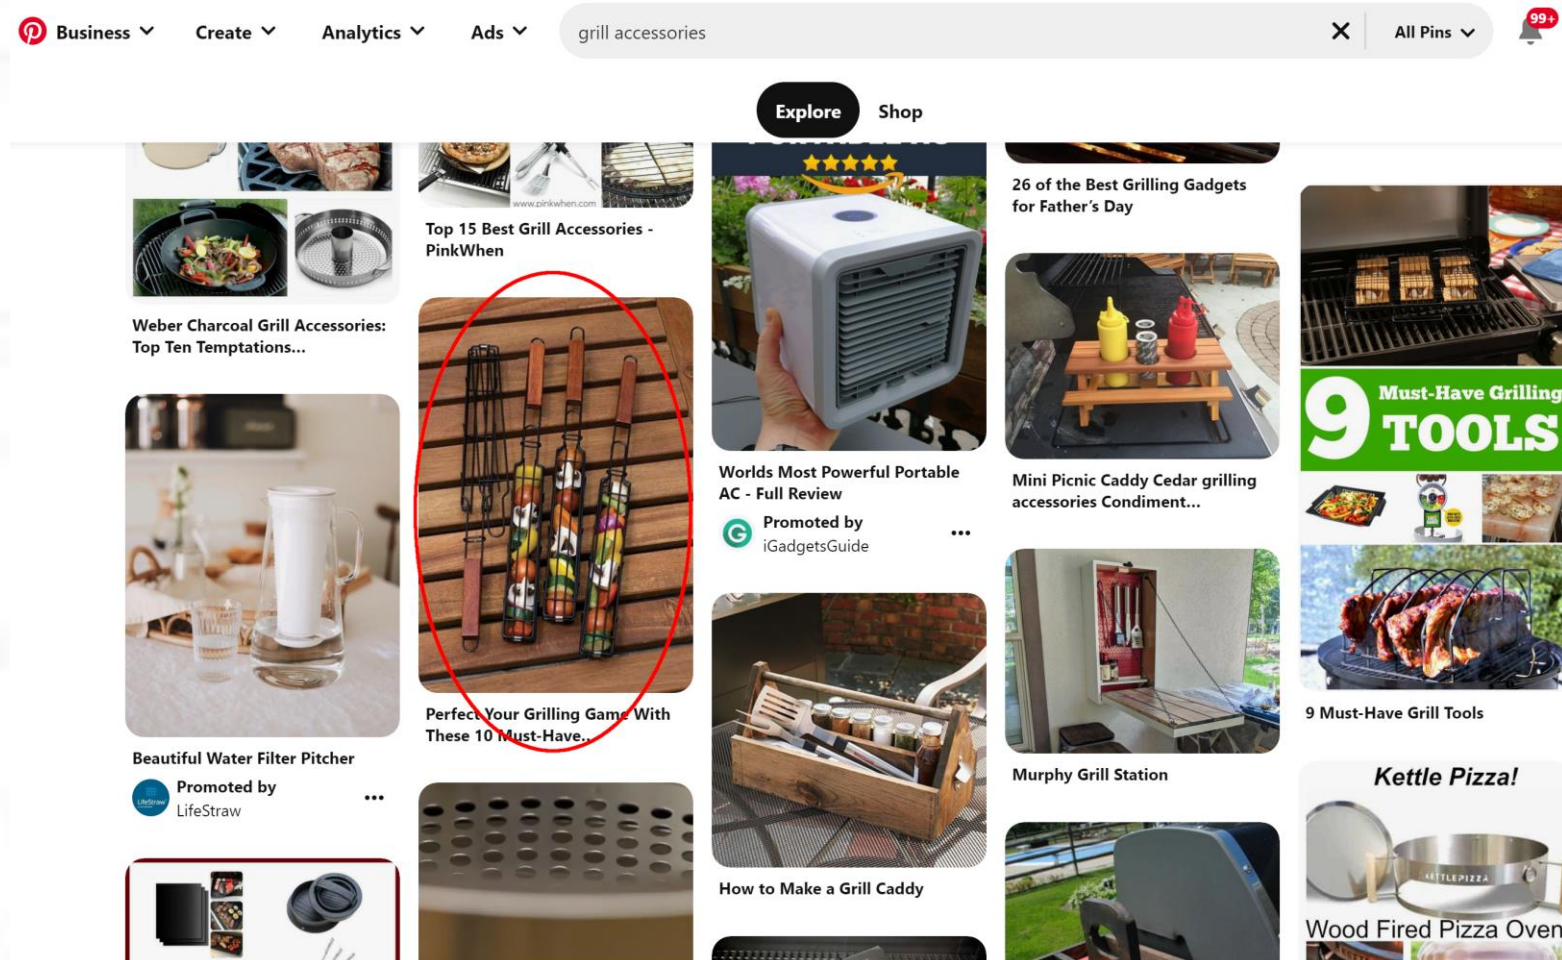 Business
Create
Analytics
Ads
grill accessories
All Pins
99+
Explore
Shop
Weber Charcoal Grill Accessories:
Top Ten Temptations...
Beautiful Water Filter Pitcher
LifeStraw
Promoted by
LifeStraw
www.pinkwhen.com
Top 15 Best Grill Accessories -
PinkWhen
Perfect Your Grilling Game With
These 10 Must-Have..
Worlds Most Powerful Portable
AC - Full Review
G
Promoted by
iGadgetsGuide
How to Make a Grill Caddy
26 of the Best Grilling Gadgets
for Father's Day
Mini Picnic Caddy Cedar grilling
accessories Condiment...
Murphy Grill Station
9 Must-Have Grilling
TOOLS
9 Must-Have Grill Tools
Kettle Pizza!
KETTLEPIZZA
Wood Fired Pizza Oven